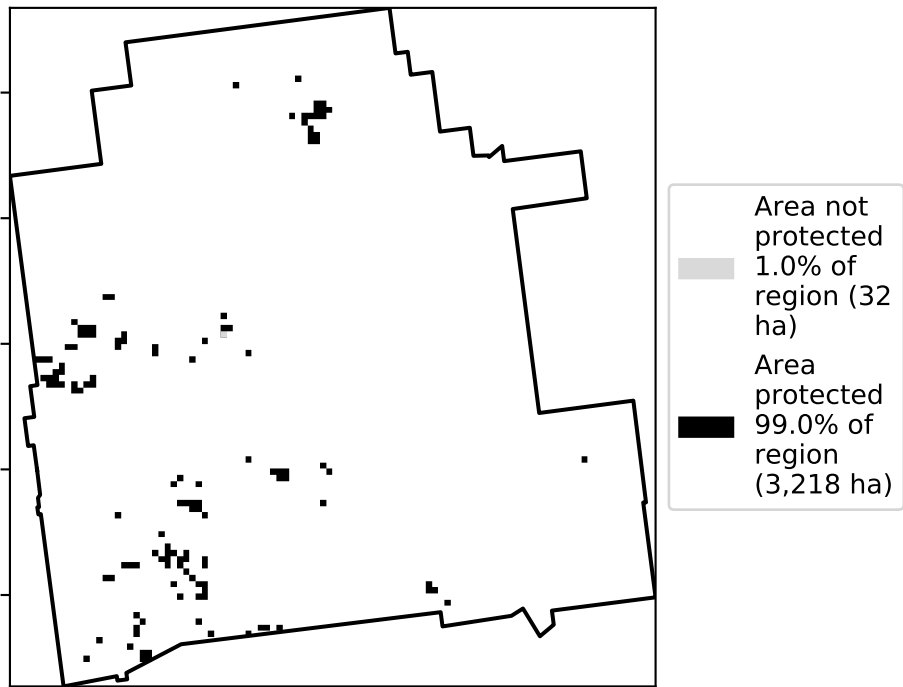 Area not
protected
1.0% of
region (32
ha)
Area
protected
99.0% of
region
(3,218 ha)